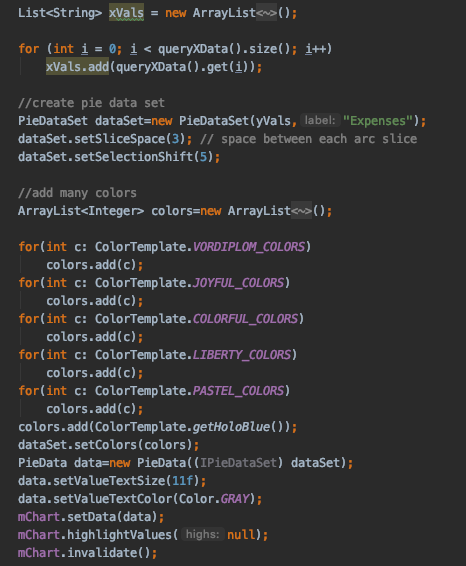 List<String> xVals = new ArrayList<~>();
for (int i = 0; i < queryXData().size(); i++)
xVals.add(queryXData().get(i));
//create pie data set
PieDataSet dataSet=new PieDataSet(yVals, label: "Expenses");
dataSet.setSliceSpace(3); // space between each arc slice
dataSet.setSelectionShift(5);
//add many colors
ArrayList<Integer> colors=new ArrayList<~>();
for(int c: ColorTemplate.VORDIPLOM_COLORS)
colors.add(c);
for(int c: ColorTemplate.JOYFUL_COLORS)
colors.add(c);
for(int c: ColorTemplate.COLORFUL_COLORS)
colors.add(c);
for(int c: ColorTemplate.LIBERTY_COLORS)
colors.add(c);
for(int c: ColorTemplate.PASTEL_COLORS)
colors.add(c);
colors.add(ColorTemplate.getHoloBlue());
dataSet.setColors(colors);
PieData data=new PieData((IPieDataSet) dataSet);
data.setValueTextSize(11f);
data.setValueTextColor(Color.GRAY);
mChart.setData(data);
mChart.highlightValues( highs: null);
mChart.invalidate();